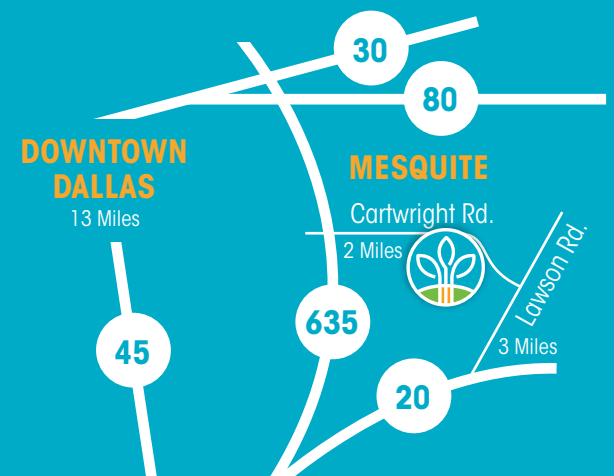 30
80
DOWNTOWN
DALLAS
13 Miles
MESQUITE
Cartwright Rd.
2 Miles
Lawson Rd.
3 Miles
635
45
20